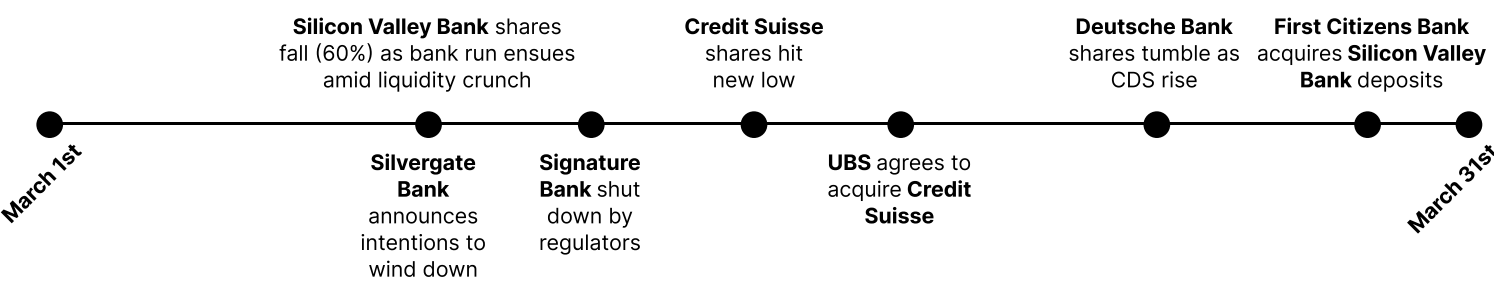 Silicon Valley Bank shares
fall (60%) as bank run ensues
amid liquidity crunch
Credit Suisse
shares hit
new low
Deutsche Bank
shares tumble as
CDS rise
First Citizens Bank
acquires Silicon Valley
Bank deposits
March 1st
Silvergate
Bank
announces
intentions to
wind down
Signature
Bank shut
down by
regulators
UBS agrees to
acquire Credit
Suisse
March 31st